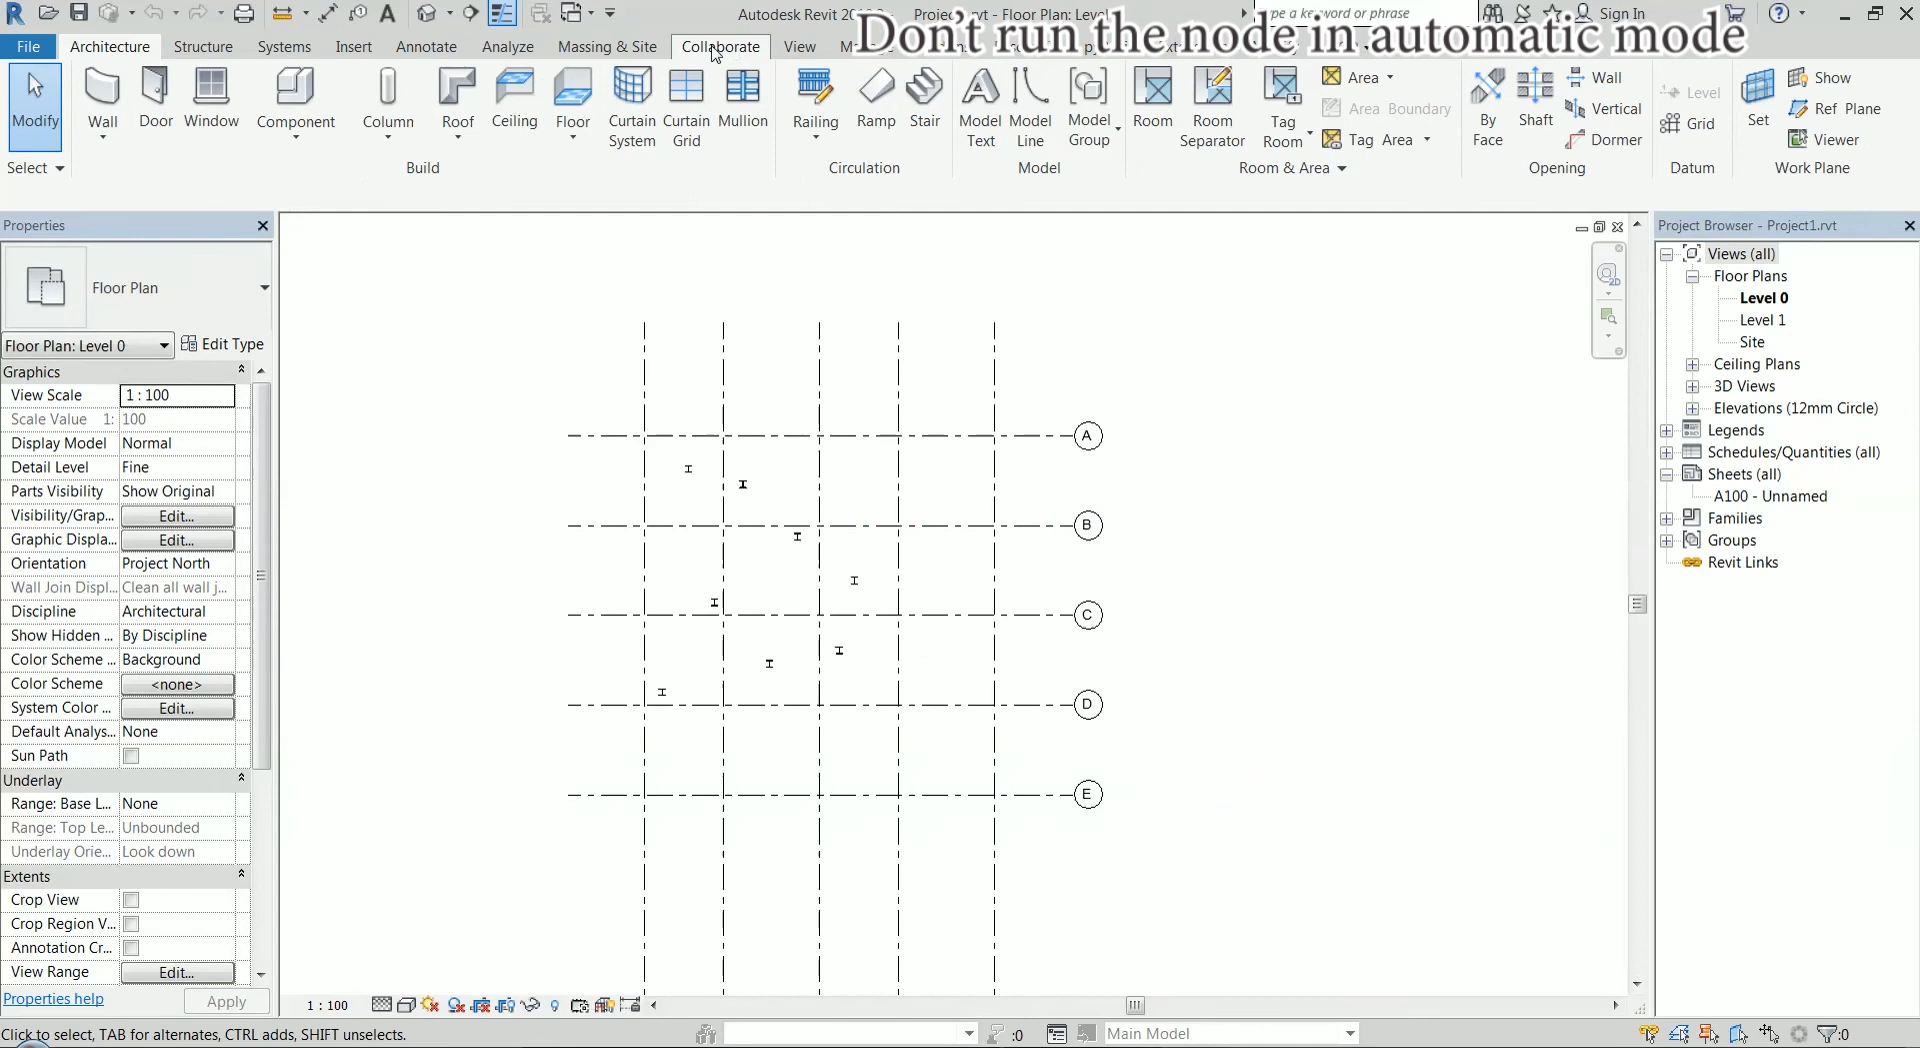 Autodesk Revit
Project
.rvt - Floor Plan: Leve
ype a keyword or phrase
Sign In
Don't run the node in automatic mode
File
Architecture
Structure
Systems
Insert
Annotate
Analyze
Massing & Site
Collaborate
View
Modify
Wall
Door
Window
Component
Column
Roof
Ceiling
Floor
Curtain
System
Curtain
Grid
Mullion
Railing
Ramp
Stair
Model
Text
Model
Line
Model
Group
Room
Room
Separator
Tag
Room
Area
Area Boundary
Tag Area
By
Face
Shaft
Wall
Vertical
Dormer
Level
Grid
Set
Show
Ref Plane
Viewer
Select
Build
Circulation
Model
Room & Area
Opening
Datum
Work Plane
Properties
Floor Plan
Floor Plan: Level 0
Edit Type
Graphics
View Scale 1 : 100
Scale Value 1: 100
Display Model Normal
Detail Level Fine
Parts Visibility Show Original
Visibility/Grap... Edit...
Graphic Displa... Edit...
Orientation Project North
Wall Join Displ... Clean all wall j...
Discipline Architectural
Show Hidden ... By Discipline
Color Scheme ... Background
Color Scheme <none>
System Color ... Edit...
Default Analys... None
Sun Path
Underlay
Range: Base L... None
Range: Top Le... Unbounded
Underlay Orie... Look down
Extents
Crop View
Crop Region V...
Annotation Cr...
View Range Edit...
Properties help
Apply
A
B
C
D
E
2D
1 : 100
Project Browser - Project1.rvt
Views (all)
Floor Plans
Level 0
Level 1
Site
Ceiling Plans
3D Views
Elevations (12mm Circle)
Legends
Schedules/Quantities (all)
Sheets (all)
A100 - Unnamed
Families
Groups
Revit Links
Click to select, TAB for alternates, CTRL adds, SHIFT unselects.
:0
Main Model
:0